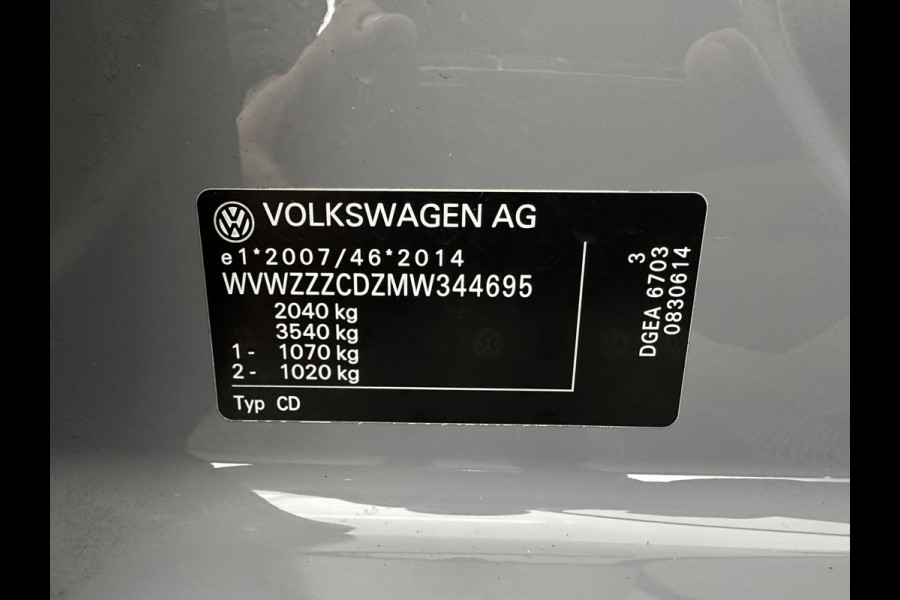 VOLKSWAGEN AG
e1*2007/46*2014
WVWZZZCDZMW344695
2040 kg
3540 kg
1- 1070 kg
2- 1020 kg
Typ CD
3
DGEA 6703
0830614